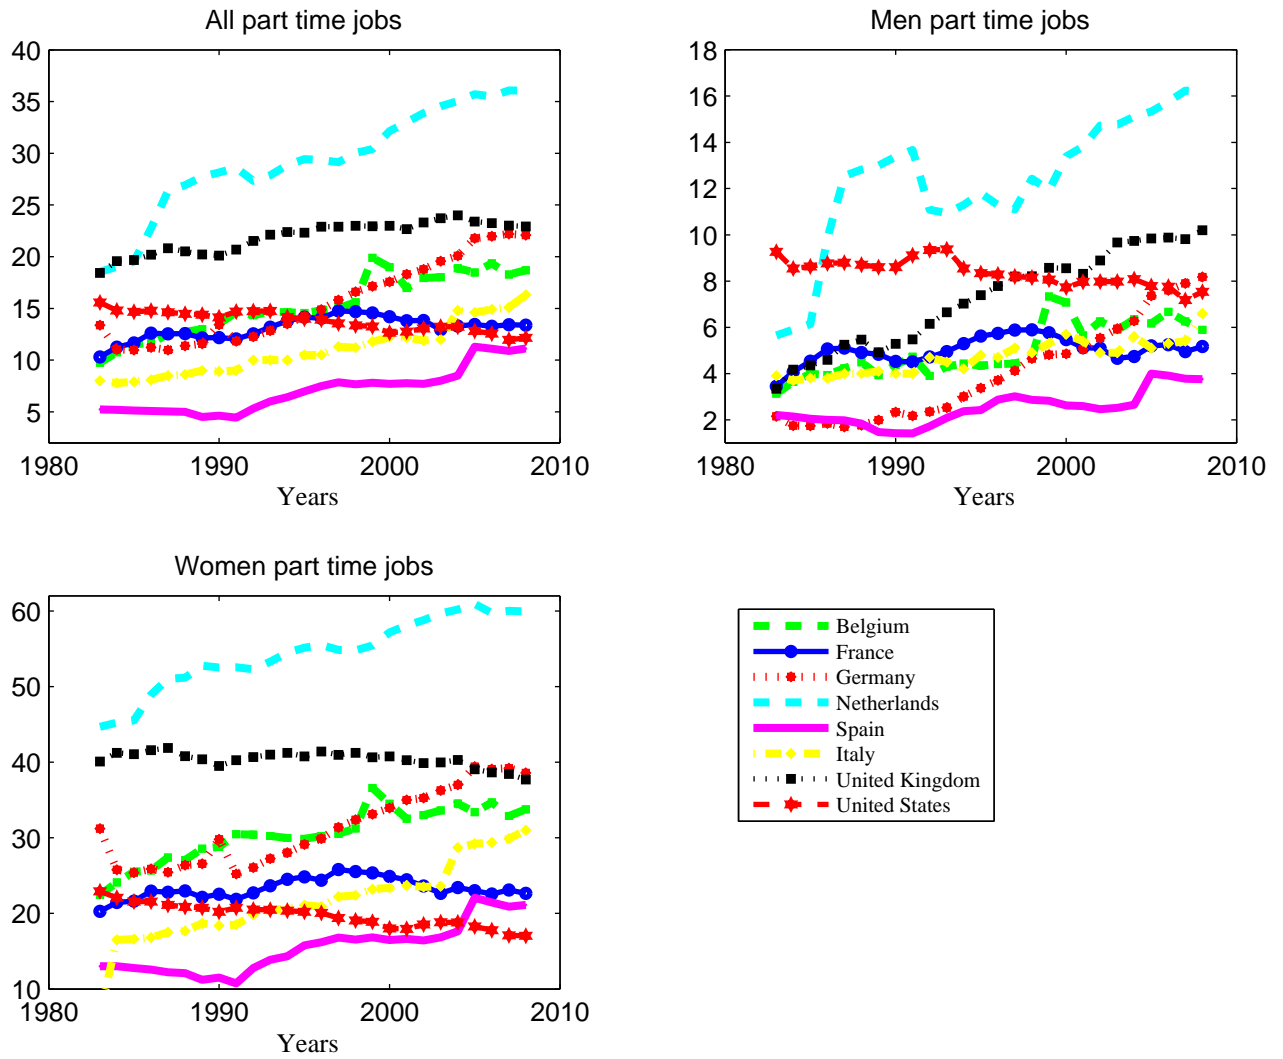 All part time jobs
40
35
30
25
20
15
10
5
1980 1990 2000 2010
Years
Men part time jobs
18
16
14
12
10
8
6
4
2
1980 1990 2000 2010
Years
Women part time jobs
60
50
40
30
20
10
1980 1990 2000 2010
Years
Belgium
France
Germany
Netherlands
Spain
Italy
United Kingdom
United States